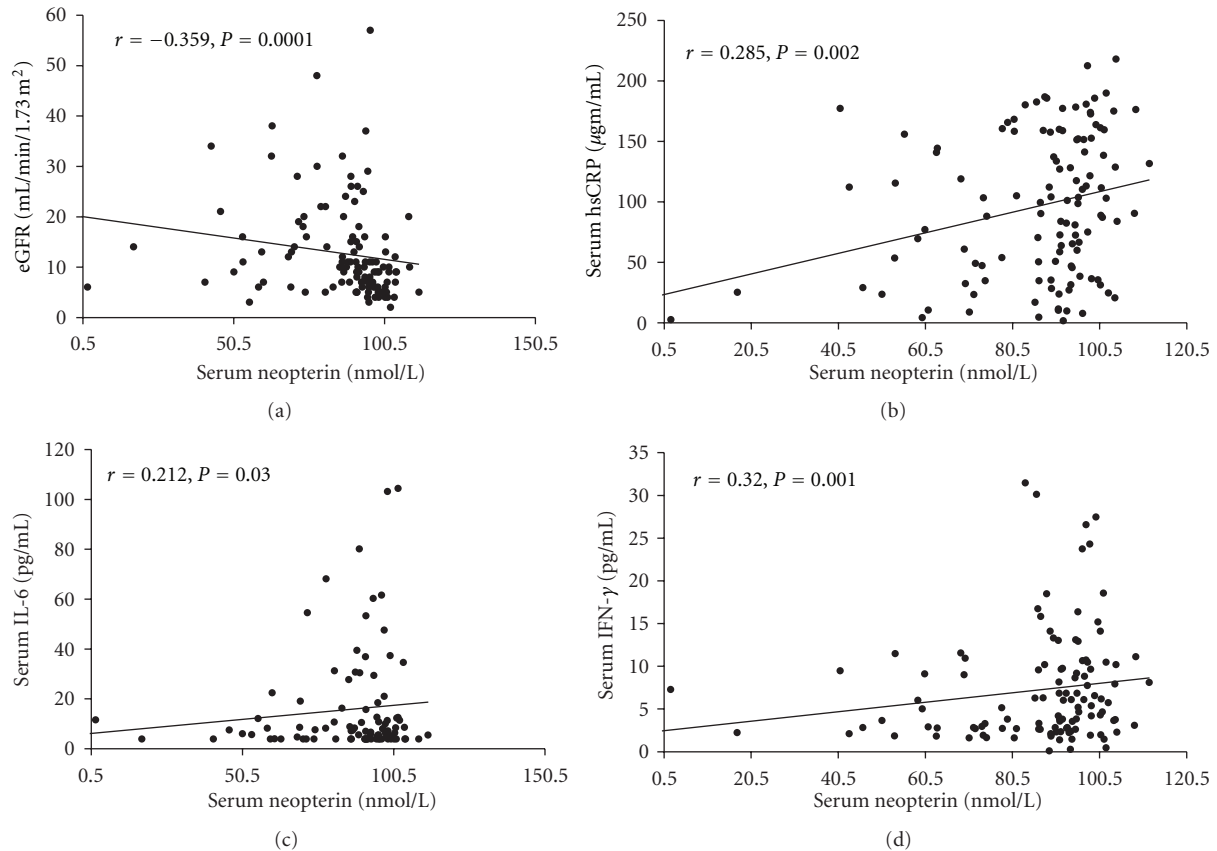 r = −0.359, P = 0.0001
eGFR (mL/min/1.73 m²)
60
50
40
30
20
10
0
0.5 50.5 100.5 150.5
Serum neopterin (nmol/L)
(a)
r = 0.285, P = 0.002
Serum hsCRP (μgm/mL)
250
200
150
100
50
0
0.5 20.5 40.5 60.5 80.5 100.5 120.5
Serum neopterin (nmol/L)
(b)
r = 0.212, P = 0.03
Serum IL-6 (pg/mL)
120
100
80
60
40
20
0
0.5 50.5 100.5 150.5
Serum neopterin (nmol/L)
(c)
r = 0.32, P = 0.001
Serum IFN-γ (pg/mL)
35
30
25
20
15
10
5
0
0.5 20.5 40.5 60.5 80.5 100.5 120.5
Serum neopterin (nmol/L)
(d)